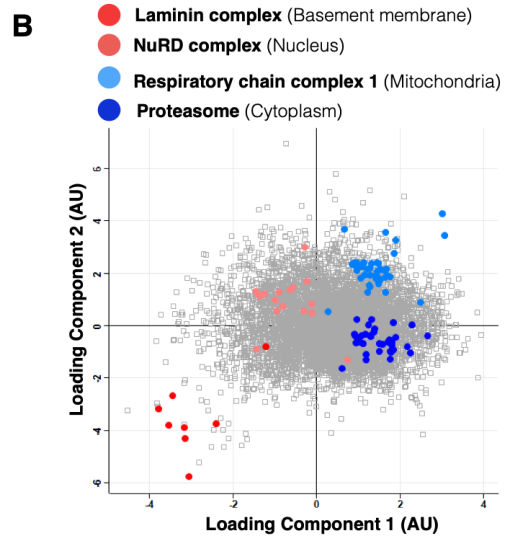 B
Laminin complex (Basement membrane)
NuRD complex (Nucleus)
Respiratory chain complex 1 (Mitochondria)
Proteasome (Cytoplasm)
Loading Component 2 (AU)
6
4
2
0
-2
-4
-6
-4 -2 0 2 4
Loading Component 1 (AU)